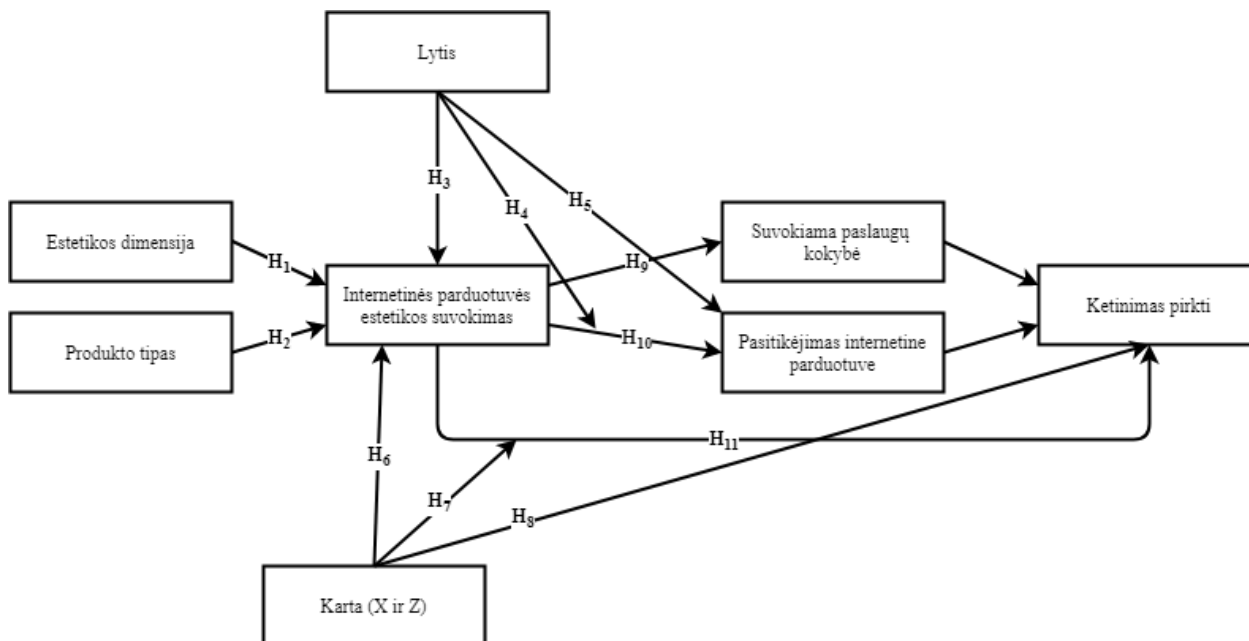 Lytis
H₃
H₄
H₅
Estetikos dimensija
H₁
Produkto tipas
H₂
Internetinės parduotuvės
estetikos suvokimas
H₉
H₁₀
Suvokiama paslaugų
kokybė
Pasitikėjimas internetine
parduotuve
Ketinimas pirkti
H₁₁
H₆
H₇
H₈
Karta (X ir Z)